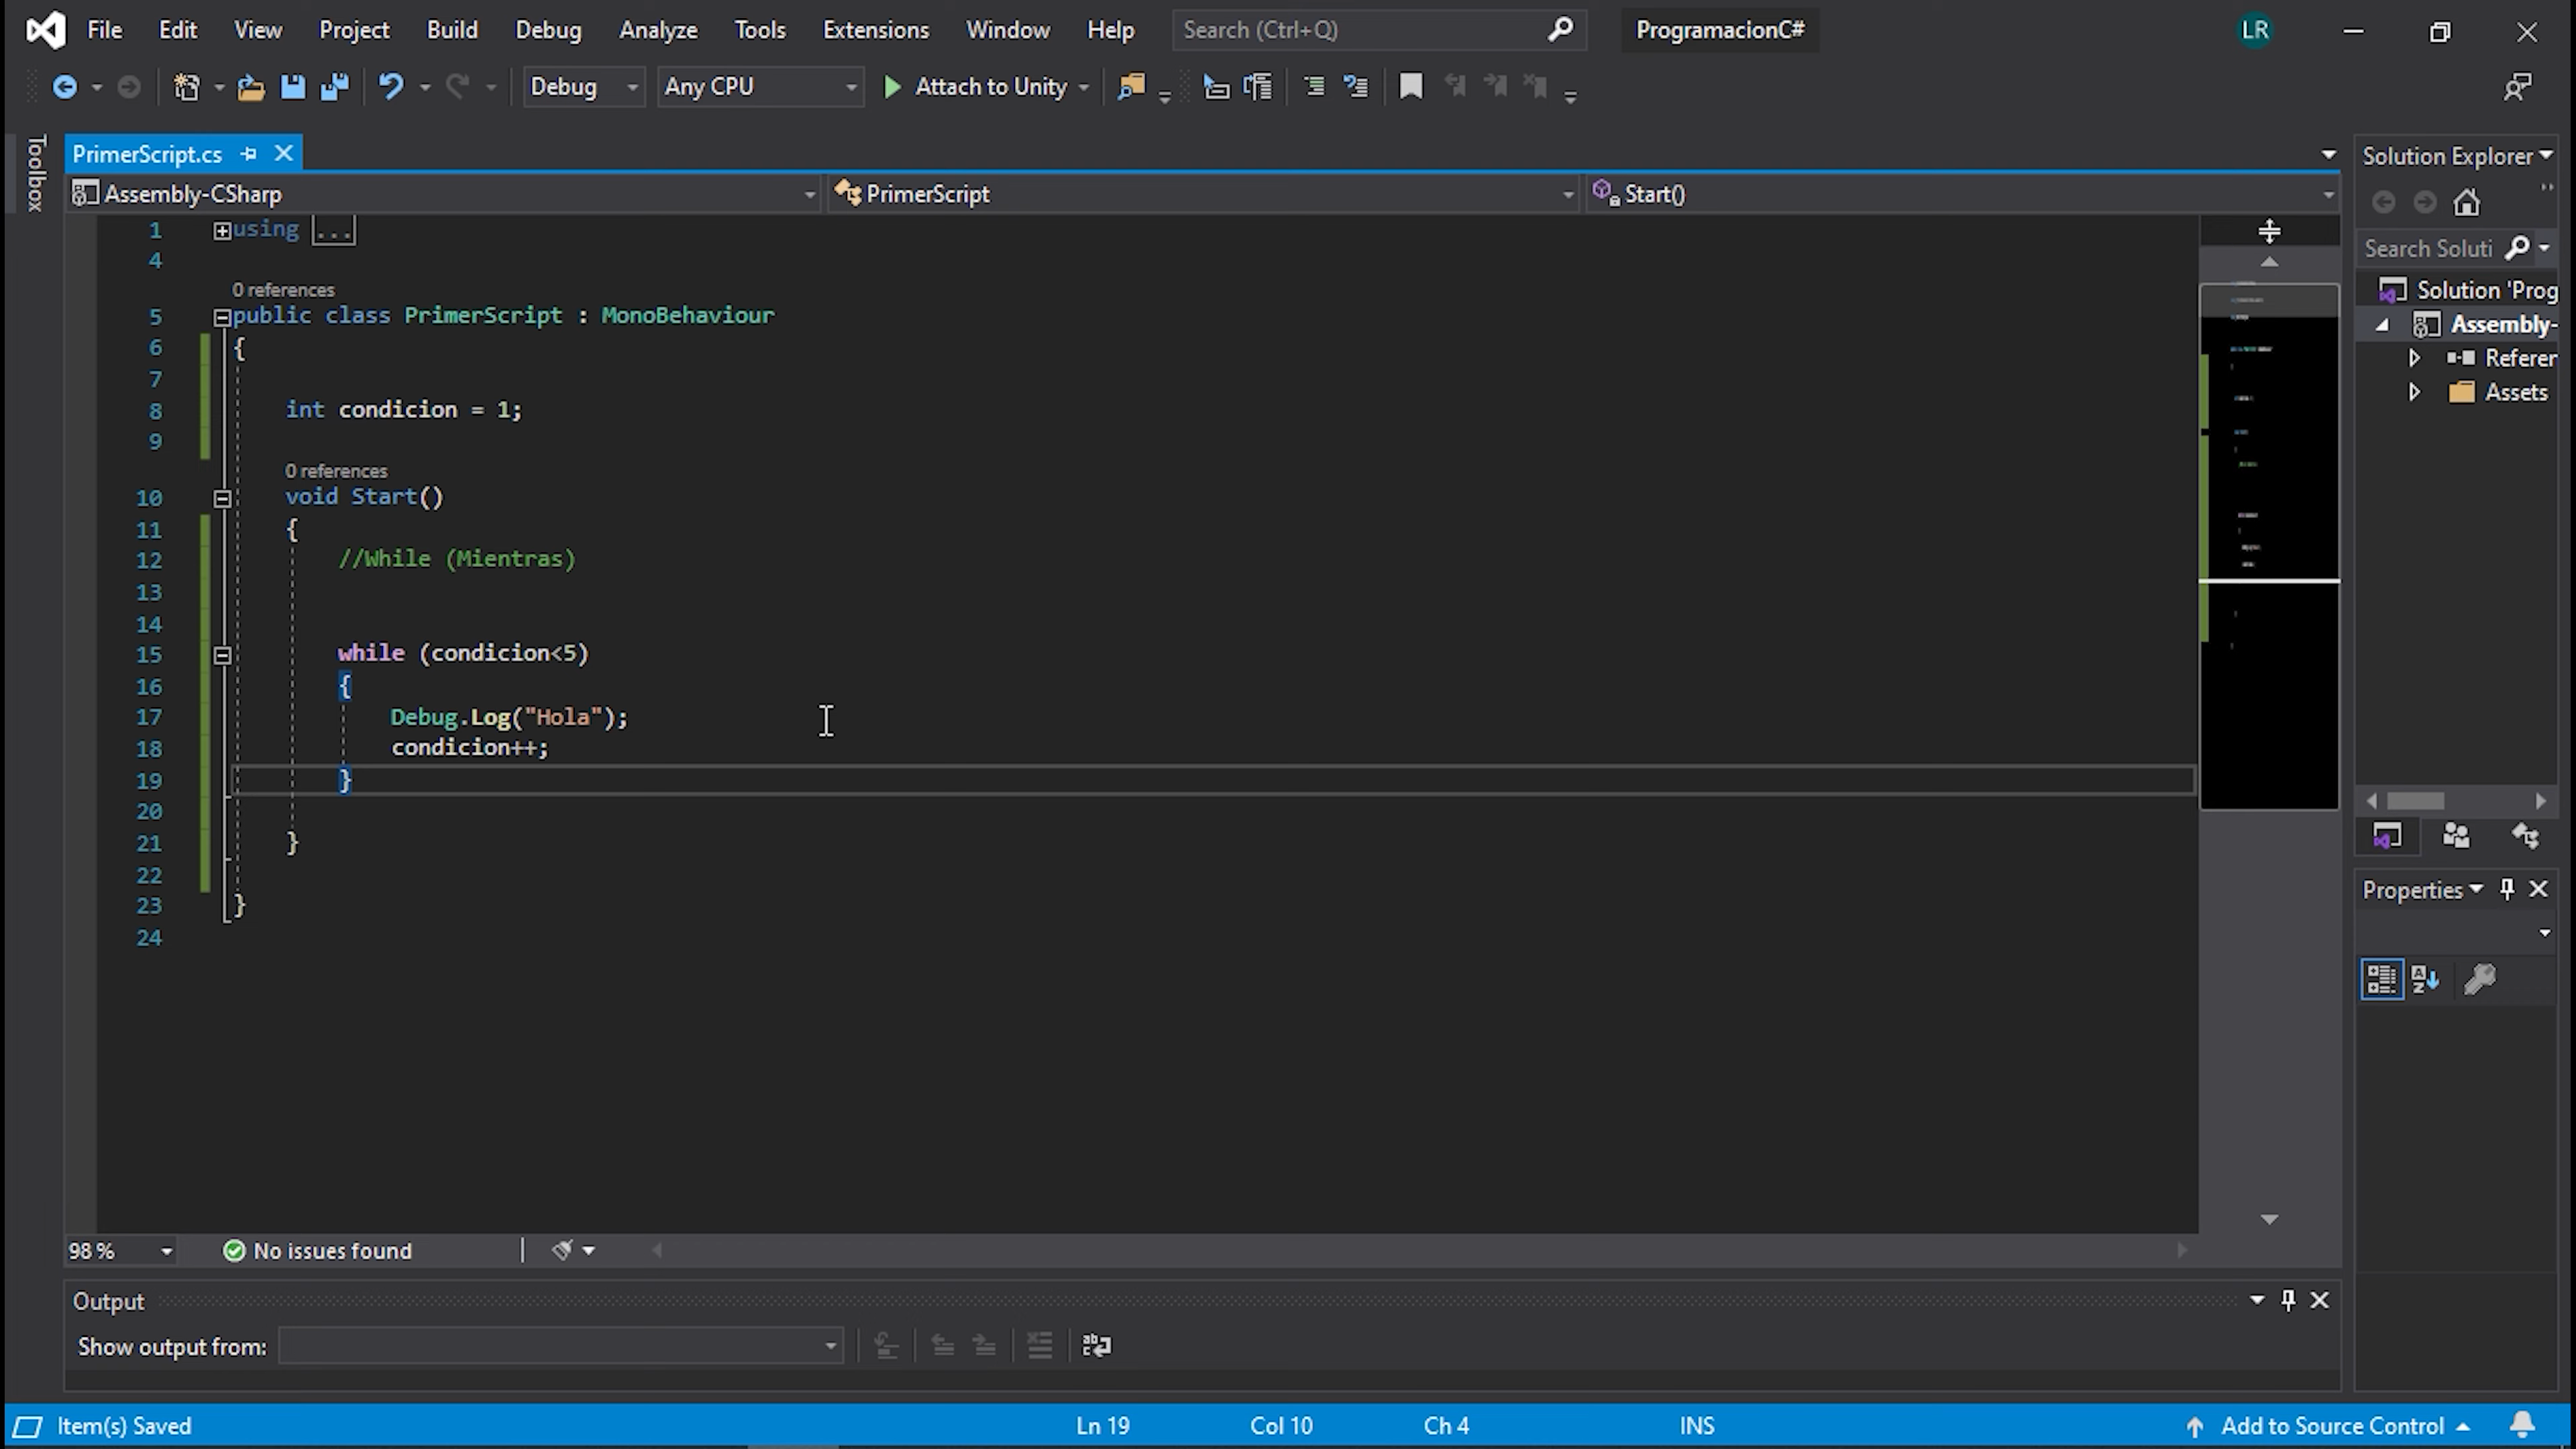 File Edit View Project Build Debug Analyze Tools Extensions Window Help Search (Ctrl+Q) ProgramacionC# LR
Debug Any CPU Attach to Unity
Toolbox
PrimerScript.cs
Solution Explorer
Assembly-CSharp PrimerScript Start()
Search Soluti
Solution 'Prog
Assembly-
Referer
Assets
1 using ...
4
0 references
5 public class PrimerScript : MonoBehaviour
6 {
7
8 int condicion = 1;
9
0 references
10 void Start()
11 {
12 //While (Mientras)
13
14
15 while (condicion<5)
16 {
17 Debug.Log("Hola");
18 condicion++;
19 }
20
21 }
22
23 }
24
Properties
98 % No issues found
Output
Show output from:
Item(s) Saved Ln 19 Col 10 Ch 4 INS Add to Source Control